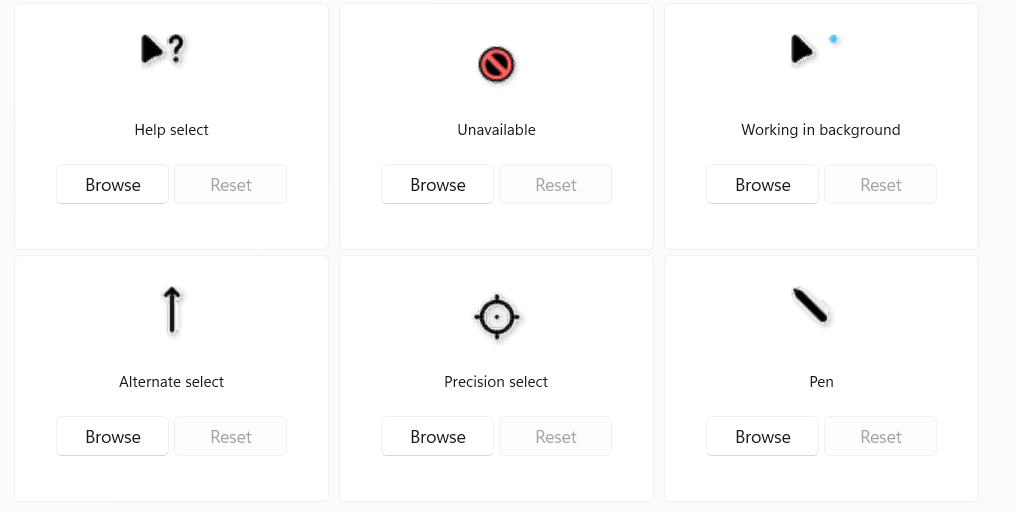 ?
Help select
Unavailable
Working in background
Browse
Reset
Browse
Reset
Browse
Reset
Alternate select
Precision select
Pen
Browse
Reset
Browse
Reset
Browse
Reset